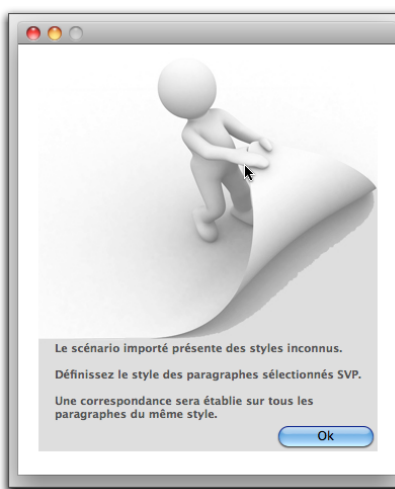 Le scénario importé présente des styles inconnus.
Définissez le style des paragraphes sélectionnés SVP.
Une correspondance sera établie sur tous les
paragraphes du même style.
Ok